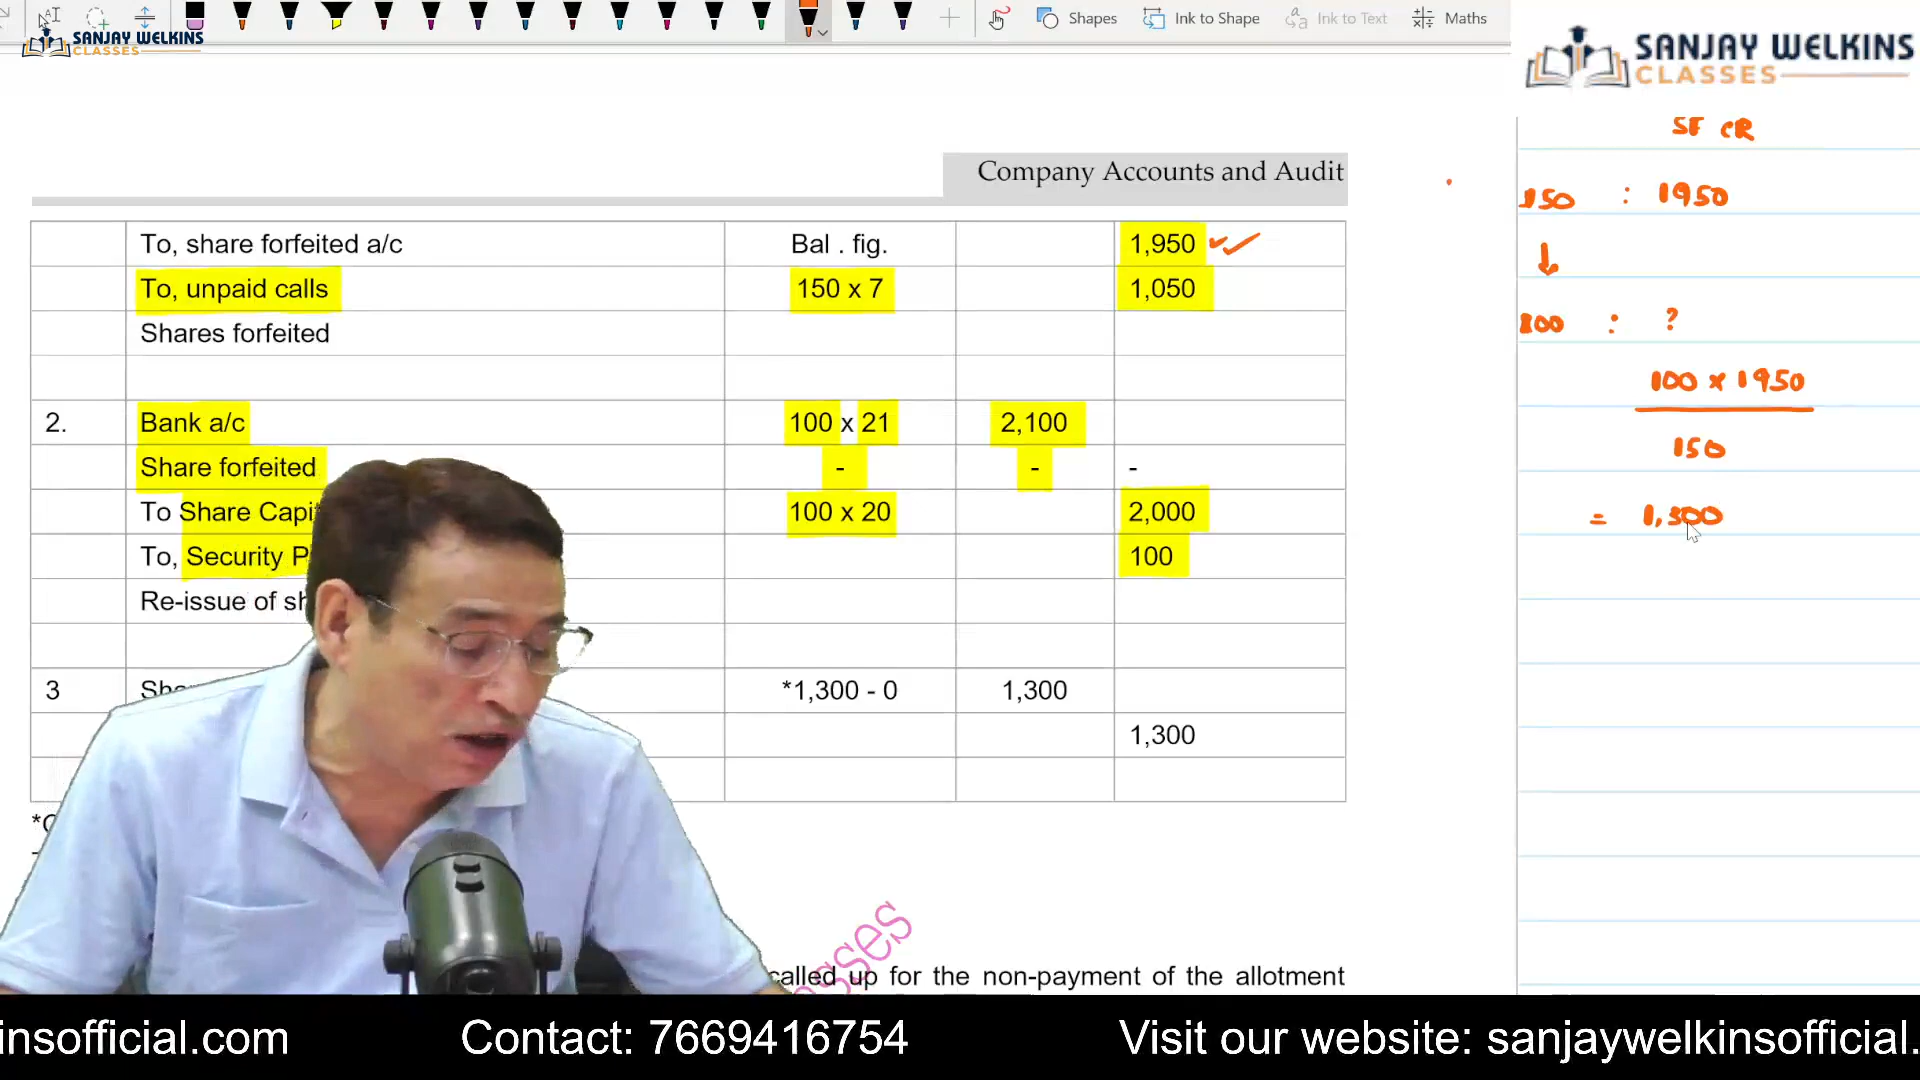 Shapes
Ink to Shape
Ink to Text
Maths
SANJAY WELKINS
CLASSES
SANJAY WELKINS
CLASSES
Company Accounts and Audit
To, share forfeited a/c Bal . fig. 1,950
To, unpaid calls 150 x 7 1,050
Shares forfeited
2. Bank a/c 100 x 21 2,100
Share forfeited - - -
To Share Capi 100 x 20 2,000
To, Security P 100
Re-issue of sh
3 Sha *1,300 - 0 1,300
1,300
called up for the non-payment of the allotment
SF CR
150 : 1950
100 : ?
100 x 1950
150
= 1,300
insofficial.com Contact: 7669416754 Visit our website: sanjaywelkinsofficial.